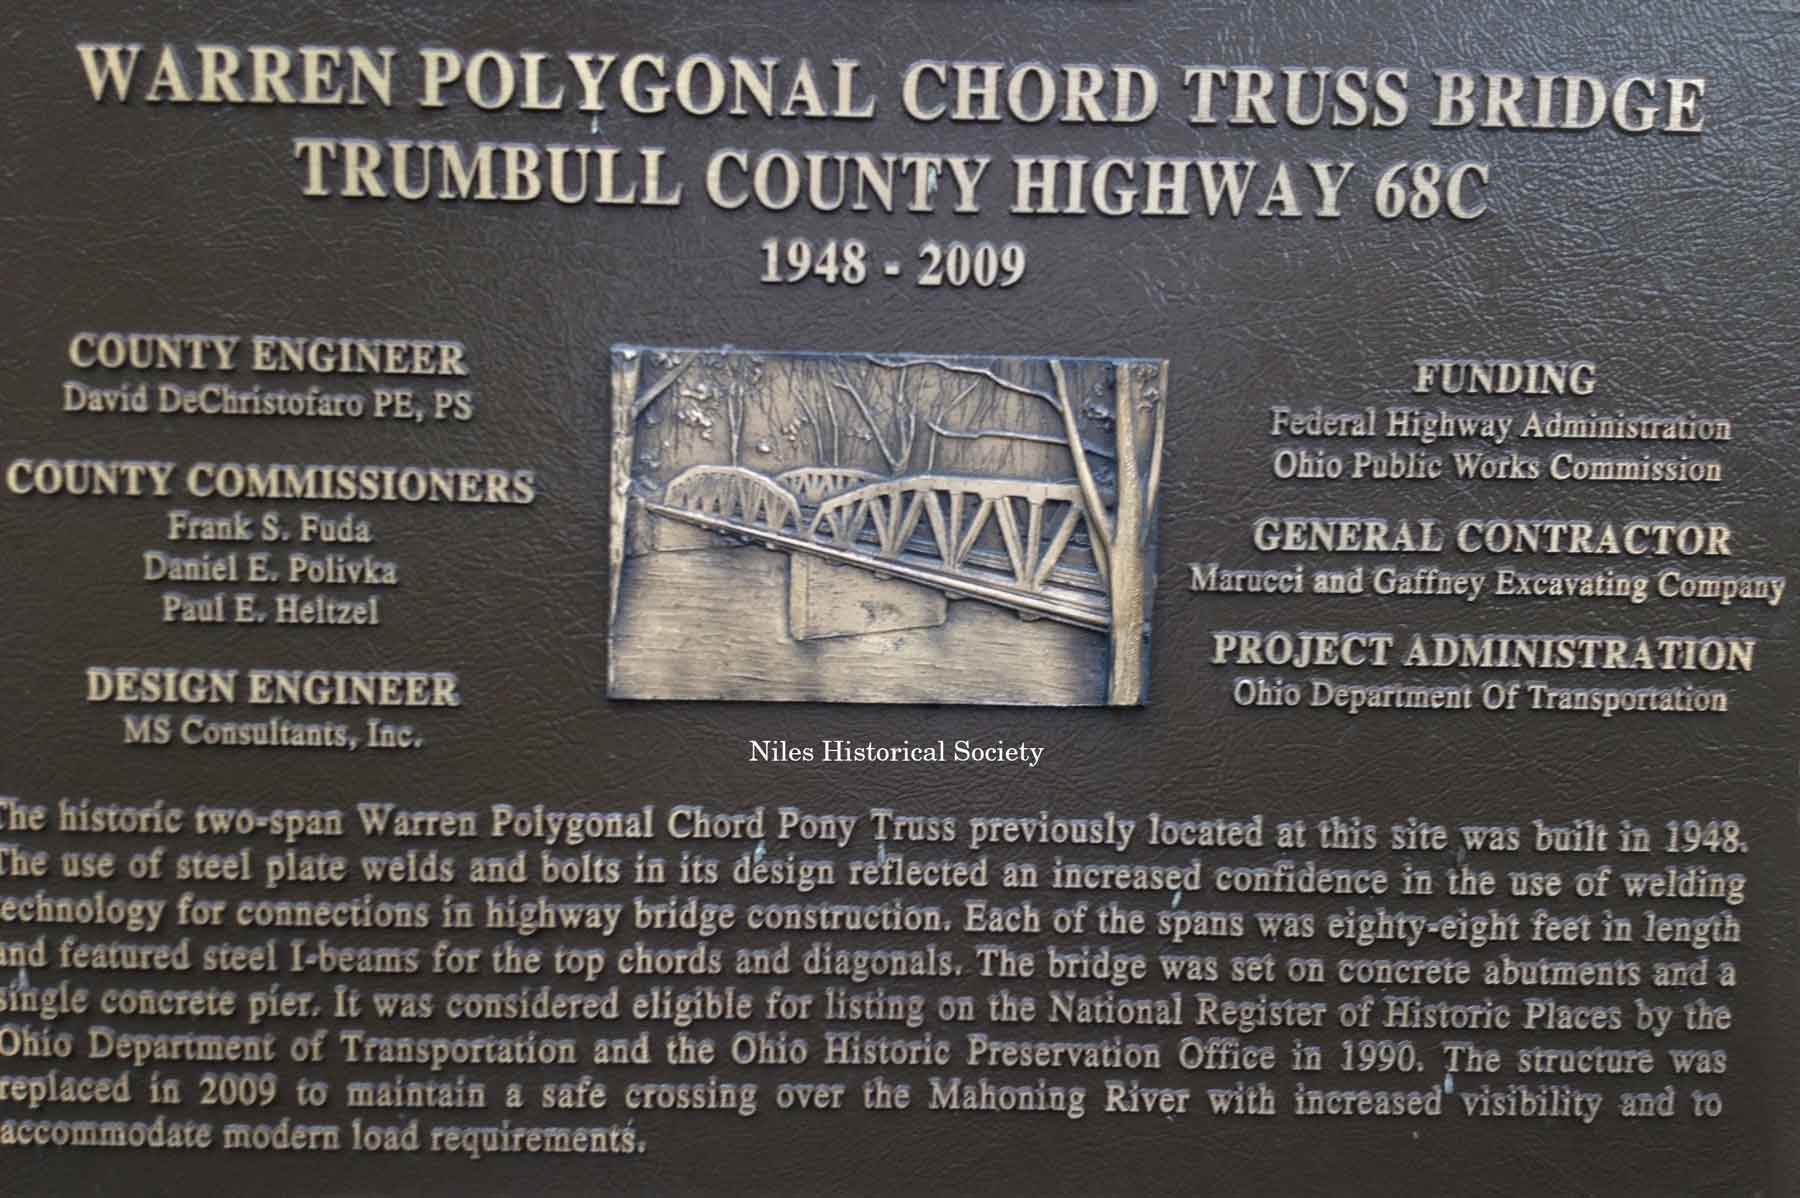 WARREN POLYGONAL CHORD TRUSS BRIDGE
TRUMBULL COUNTY HIGHWAY 68C
1948 - 2009
COUNTY ENGINEER
David DeChristofaro PE, PS
COUNTY COMMISSIONERS
Frank S. Fuda
Daniel E. Polivka
Paul E. Heltzel
DESIGN ENGINEER
MS Consultants, Inc.
FUNDING
Federal Highway Administration
Ohio Public Works Commission
GENERAL CONTRACTOR
Marucci and Gaffney Excavating Company
PROJECT ADMINISTRATION
Ohio Department Of Transportation
Niles Historical Society
The historic two-span Warren Polygonal Chord Pony Truss previously located at this site was built in 1948.
The use of steel plate welds and bolts in its design reflected an increased confidence in the use of welding
technology for connections in highway bridge construction. Each of the spans was eighty-eight feet in length
and featured steel I-beams for the top chords and diagonals. The bridge was set on concrete abutments and a
single concrete pier. It was considered eligible for listing on the National Register of Historic Places by the
Ohio Department of Transportation and the Ohio Historic Preservation Office in 1990. The structure was
replaced in 2009 to maintain a safe crossing over the Mahoning River with increased visibility and to
accommodate modern load requirements.